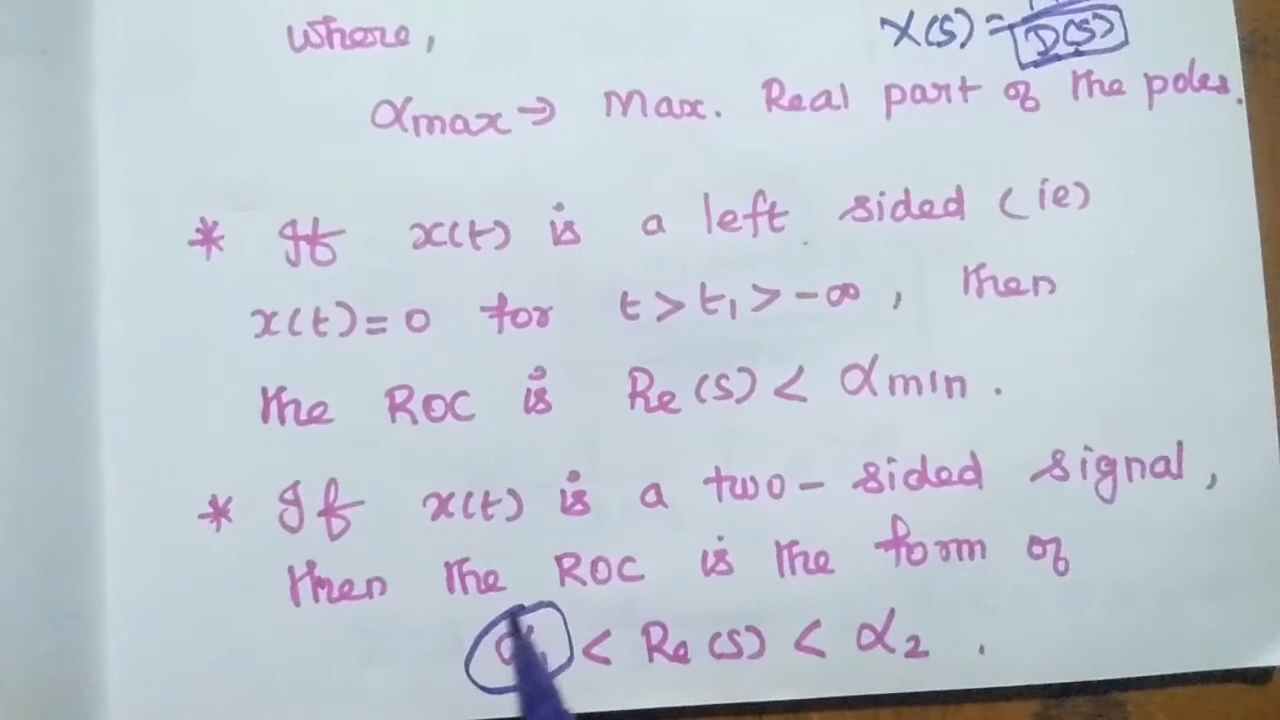 where,
X(S) = D(S)
αmax → Max. Real part of the poles.
* If x(t) is a left sided (ie)
x(t)=0 for t>t₁>-∞, then
the ROC is Re(S) < αmin.
* If x(t) is a two-sided signal,
then the ROC is the form of
< Re(S) < α₂.